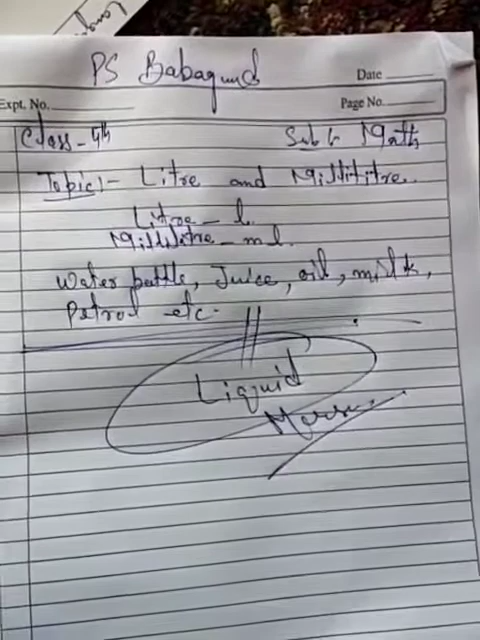 PS Babagund
Date
Expt. No.
Page No.
Class - 4th
Sub :- Math
Topic :- Litre and Millilitre.
Litre - l.
Millilitre - ml.
Water bottle, Juice, oil, milk,
Petrol etc.
Liquid